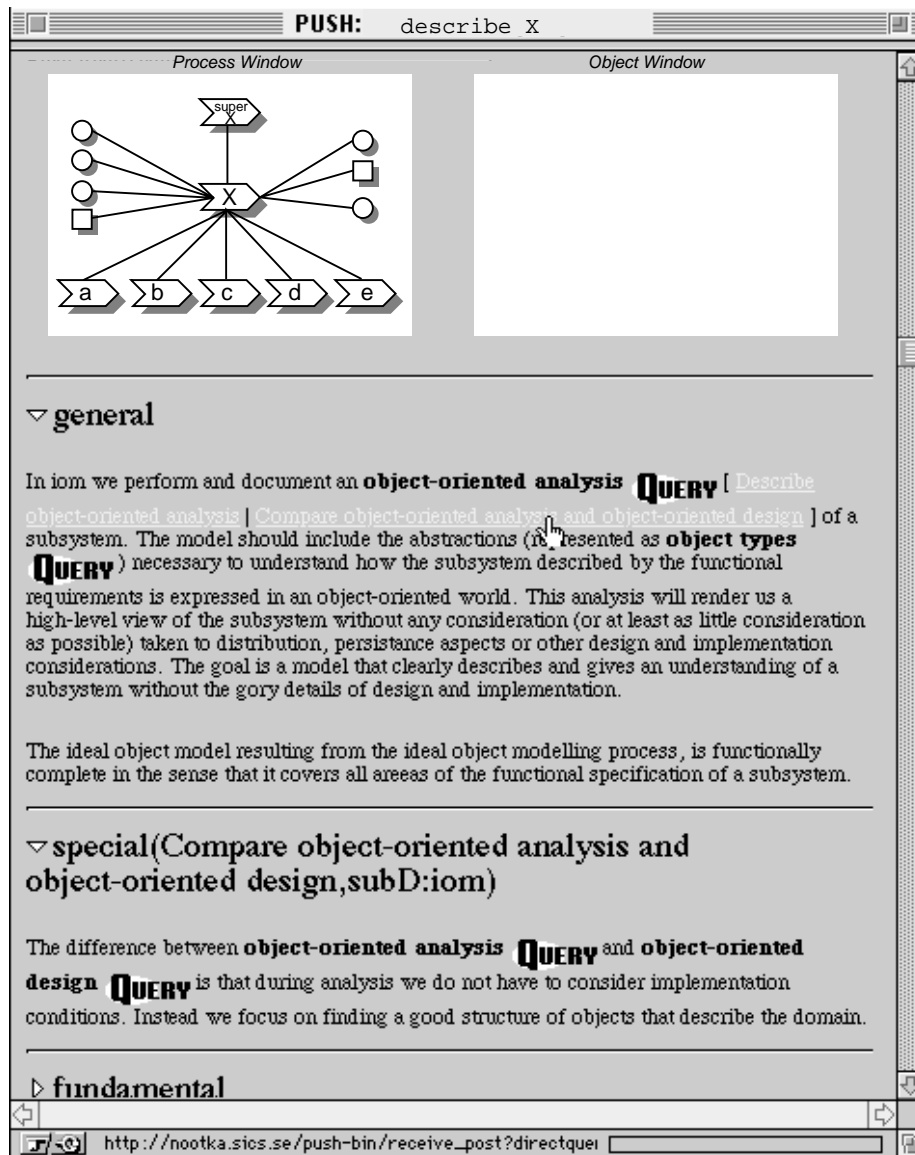 PUSH: describe X
Process Window
Object Window
super
X
X
a b c d e
general
In iom we perform and document an object-oriented analysis QUERY [ Describe
object-oriented analysis | Compare object-oriented analysis and object-oriented design ] of a
subsystem. The model should include the abstractions (represented as object types
QUERY ) necessary to understand how the subsystem described by the functional
requirements is expressed in an object-oriented world. This analysis will render us a
high-level view of the subsystem without any consideration (or at least as little consideration
as possible) taken to distribution, persistance aspects or other design and implementation
considerations. The goal is a model that clearly describes and gives an understanding of a
subsystem without the gory details of design and implementation.
The ideal object model resulting from the ideal object modelling process, is functionally
complete in the sense that it covers all areeas of the functional specification of a subsystem.
special(Compare object-oriented analysis and
object-oriented design,subD:iom)
The difference between object-oriented analysis QUERY and object-oriented
design QUERY is that during analysis we do not have to consider implementation
conditions. Instead we focus on finding a good structure of objects that describe the domain.
fundamental
http://nootka.sics.se/push-bin/receive_post?directquer